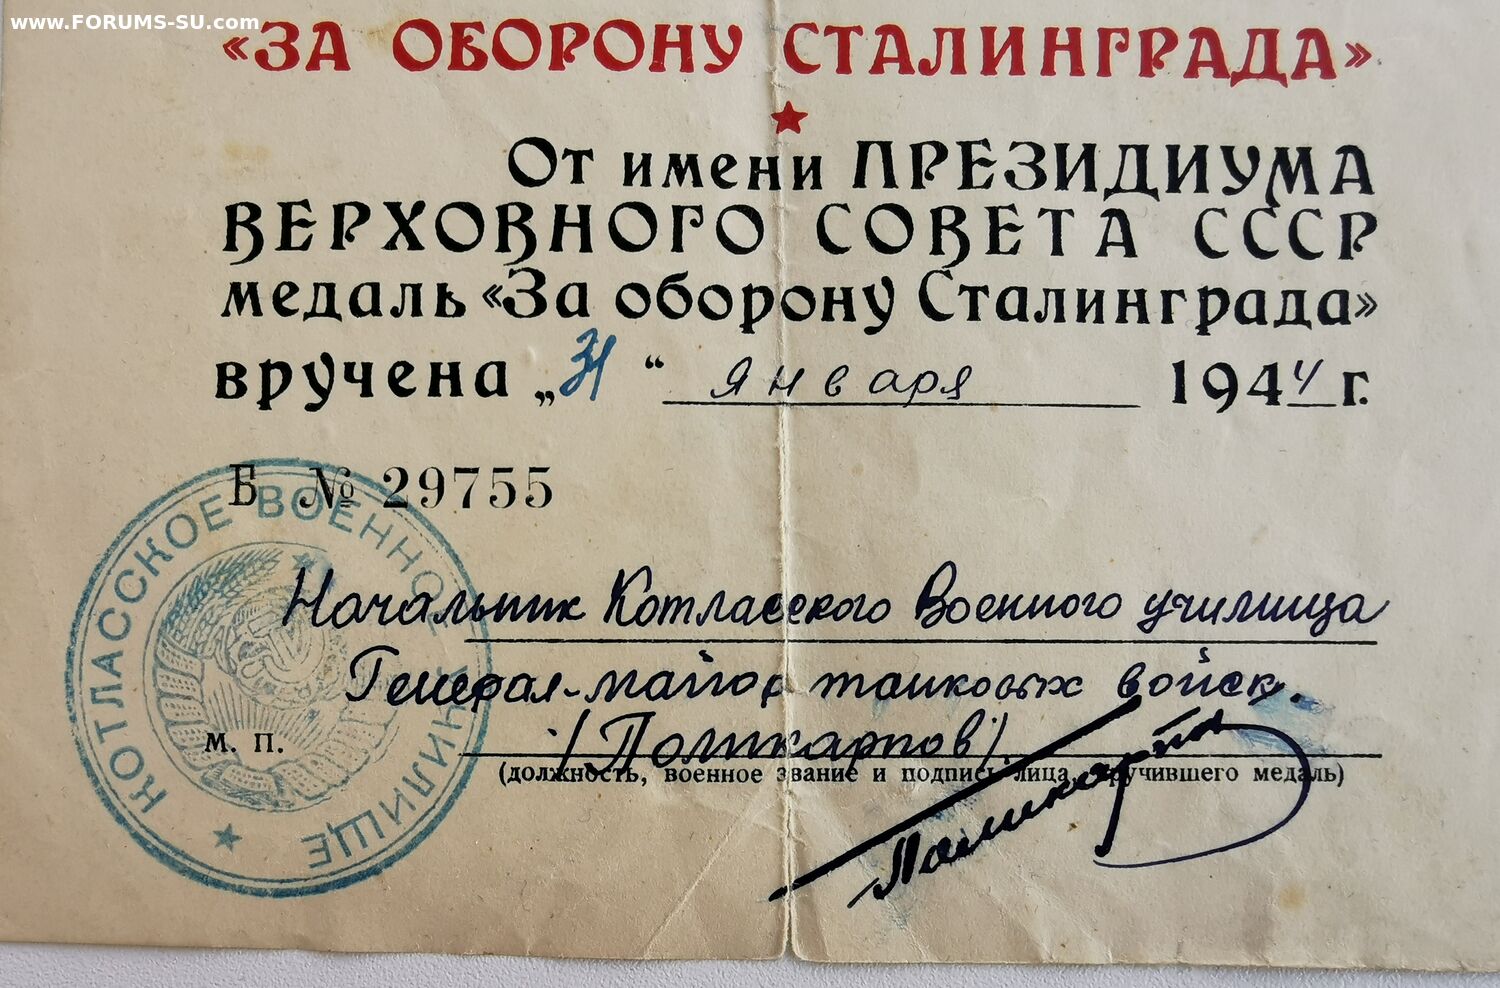 www.FORUMS-SU.com
«ЗА ОБОРОНУ СТАЛИНГРАДА»
От имени ПРЕЗИДИУМА
ВЕРХОВНОГО СОВЕТА СССР
медаль «За оборону Сталинграда»
вручена „31“ января 1944 г.
Б № 29755
КОТЛАССКОЕ ВОЕННОЕ УЧИЛИЩЕ
Начальник Котласского Военного училища
Генерал-майор танковых войск.
/Поликарпов/.
М. П.
(должность, военное звание и подпись лица, вручившего медаль)
Поликарпов